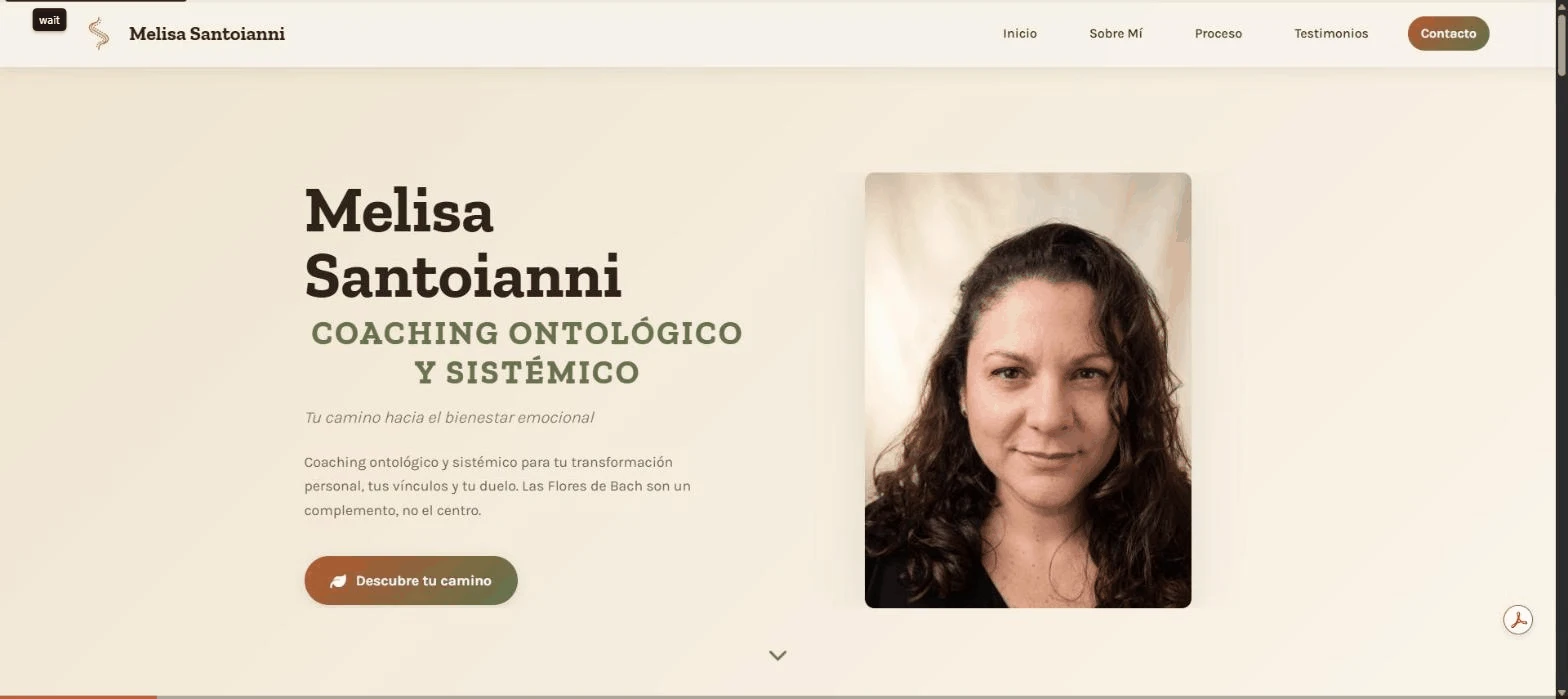 wait
Melisa Santoianni
Inicio
Sobre Mí
Proceso
Testimonios
Contacto
Melisa
Santoianni
COACHING ONTOLÓGICO
Y SISTÉMICO
Tu camino hacia el bienestar emocional
Coaching ontológico y sistémico para tu transformación
personal, tus vínculos y tu duelo. Las Flores de Bach son un
complemento, no el centro.
Descubre tu camino